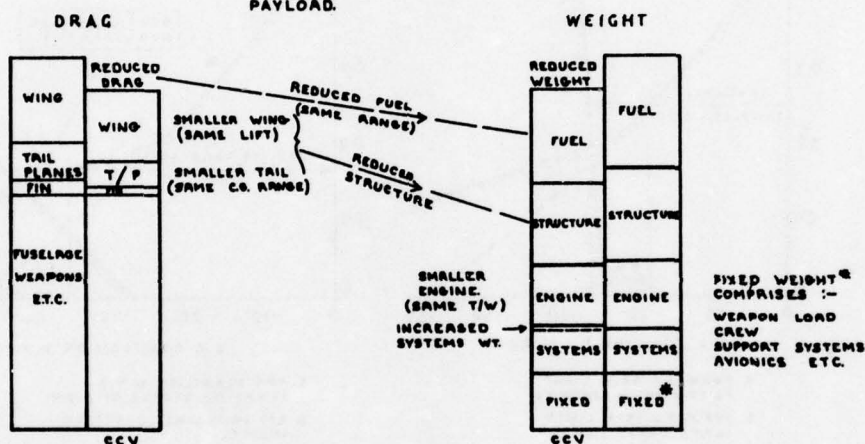 PAYLOAD.
DRAG
WEIGHT
WING
REDUCED
DRAG
WING
TAIL
PLANES
FIN
T/P
FIN
FUSELAGE
WEAPONS
ETC.
CCV
SMALLER WING
(SAME LIFT)
SMALLER TAIL
(SAME C.G. RANGE)
REDUCED FUEL
(SAME RANGE)
REDUCED
STRUCTURE
REDUCED
WEIGHT
FUEL
FUEL
STRUCTURE
STRUCTURE
SMALLER
ENGINE
(SAME T/W)
ENGINE
ENGINE
INCREASED
SYSTEMS WT.
SYSTEMS
SYSTEMS
FIXED
FIXED*
CCV
FIXED WEIGHT*
COMPRISES :-
WEAPON LOAD
CREW
SUPPORT SYSTEMS
AVIONICS ETC.